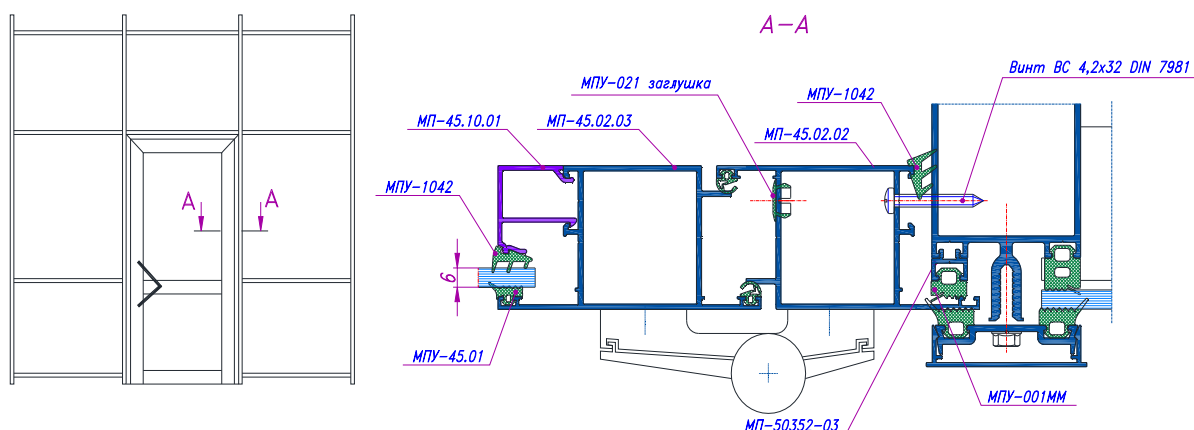 А–А
Винт ВС 4,2х32 DIN 7981
МПУ-021 заглушка
МПУ-1042
МП-45.10.01
МП-45.02.03
МП-45.02.02
МПУ-1042
А
А
6
МПУ-45.01
МПУ-001ММ
МП-50352-03